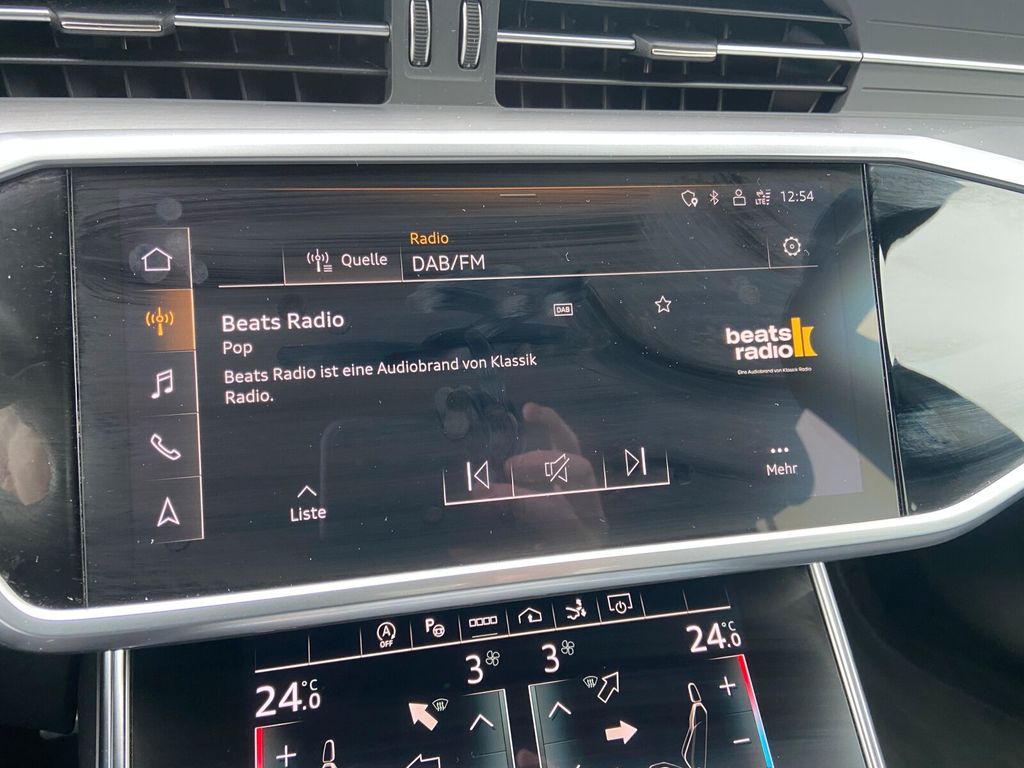 LTE
12:54
Radio
Quelle
DAB/FM
Beats Radio
DAB
Pop
Beats Radio ist eine Audiobrand von Klassik
Radio.
beats
radio
Eine Audiobrand von Klassik Radio
Liste
Mehr
A
OFF
P
24.0 °C
3
3
24.0 °C